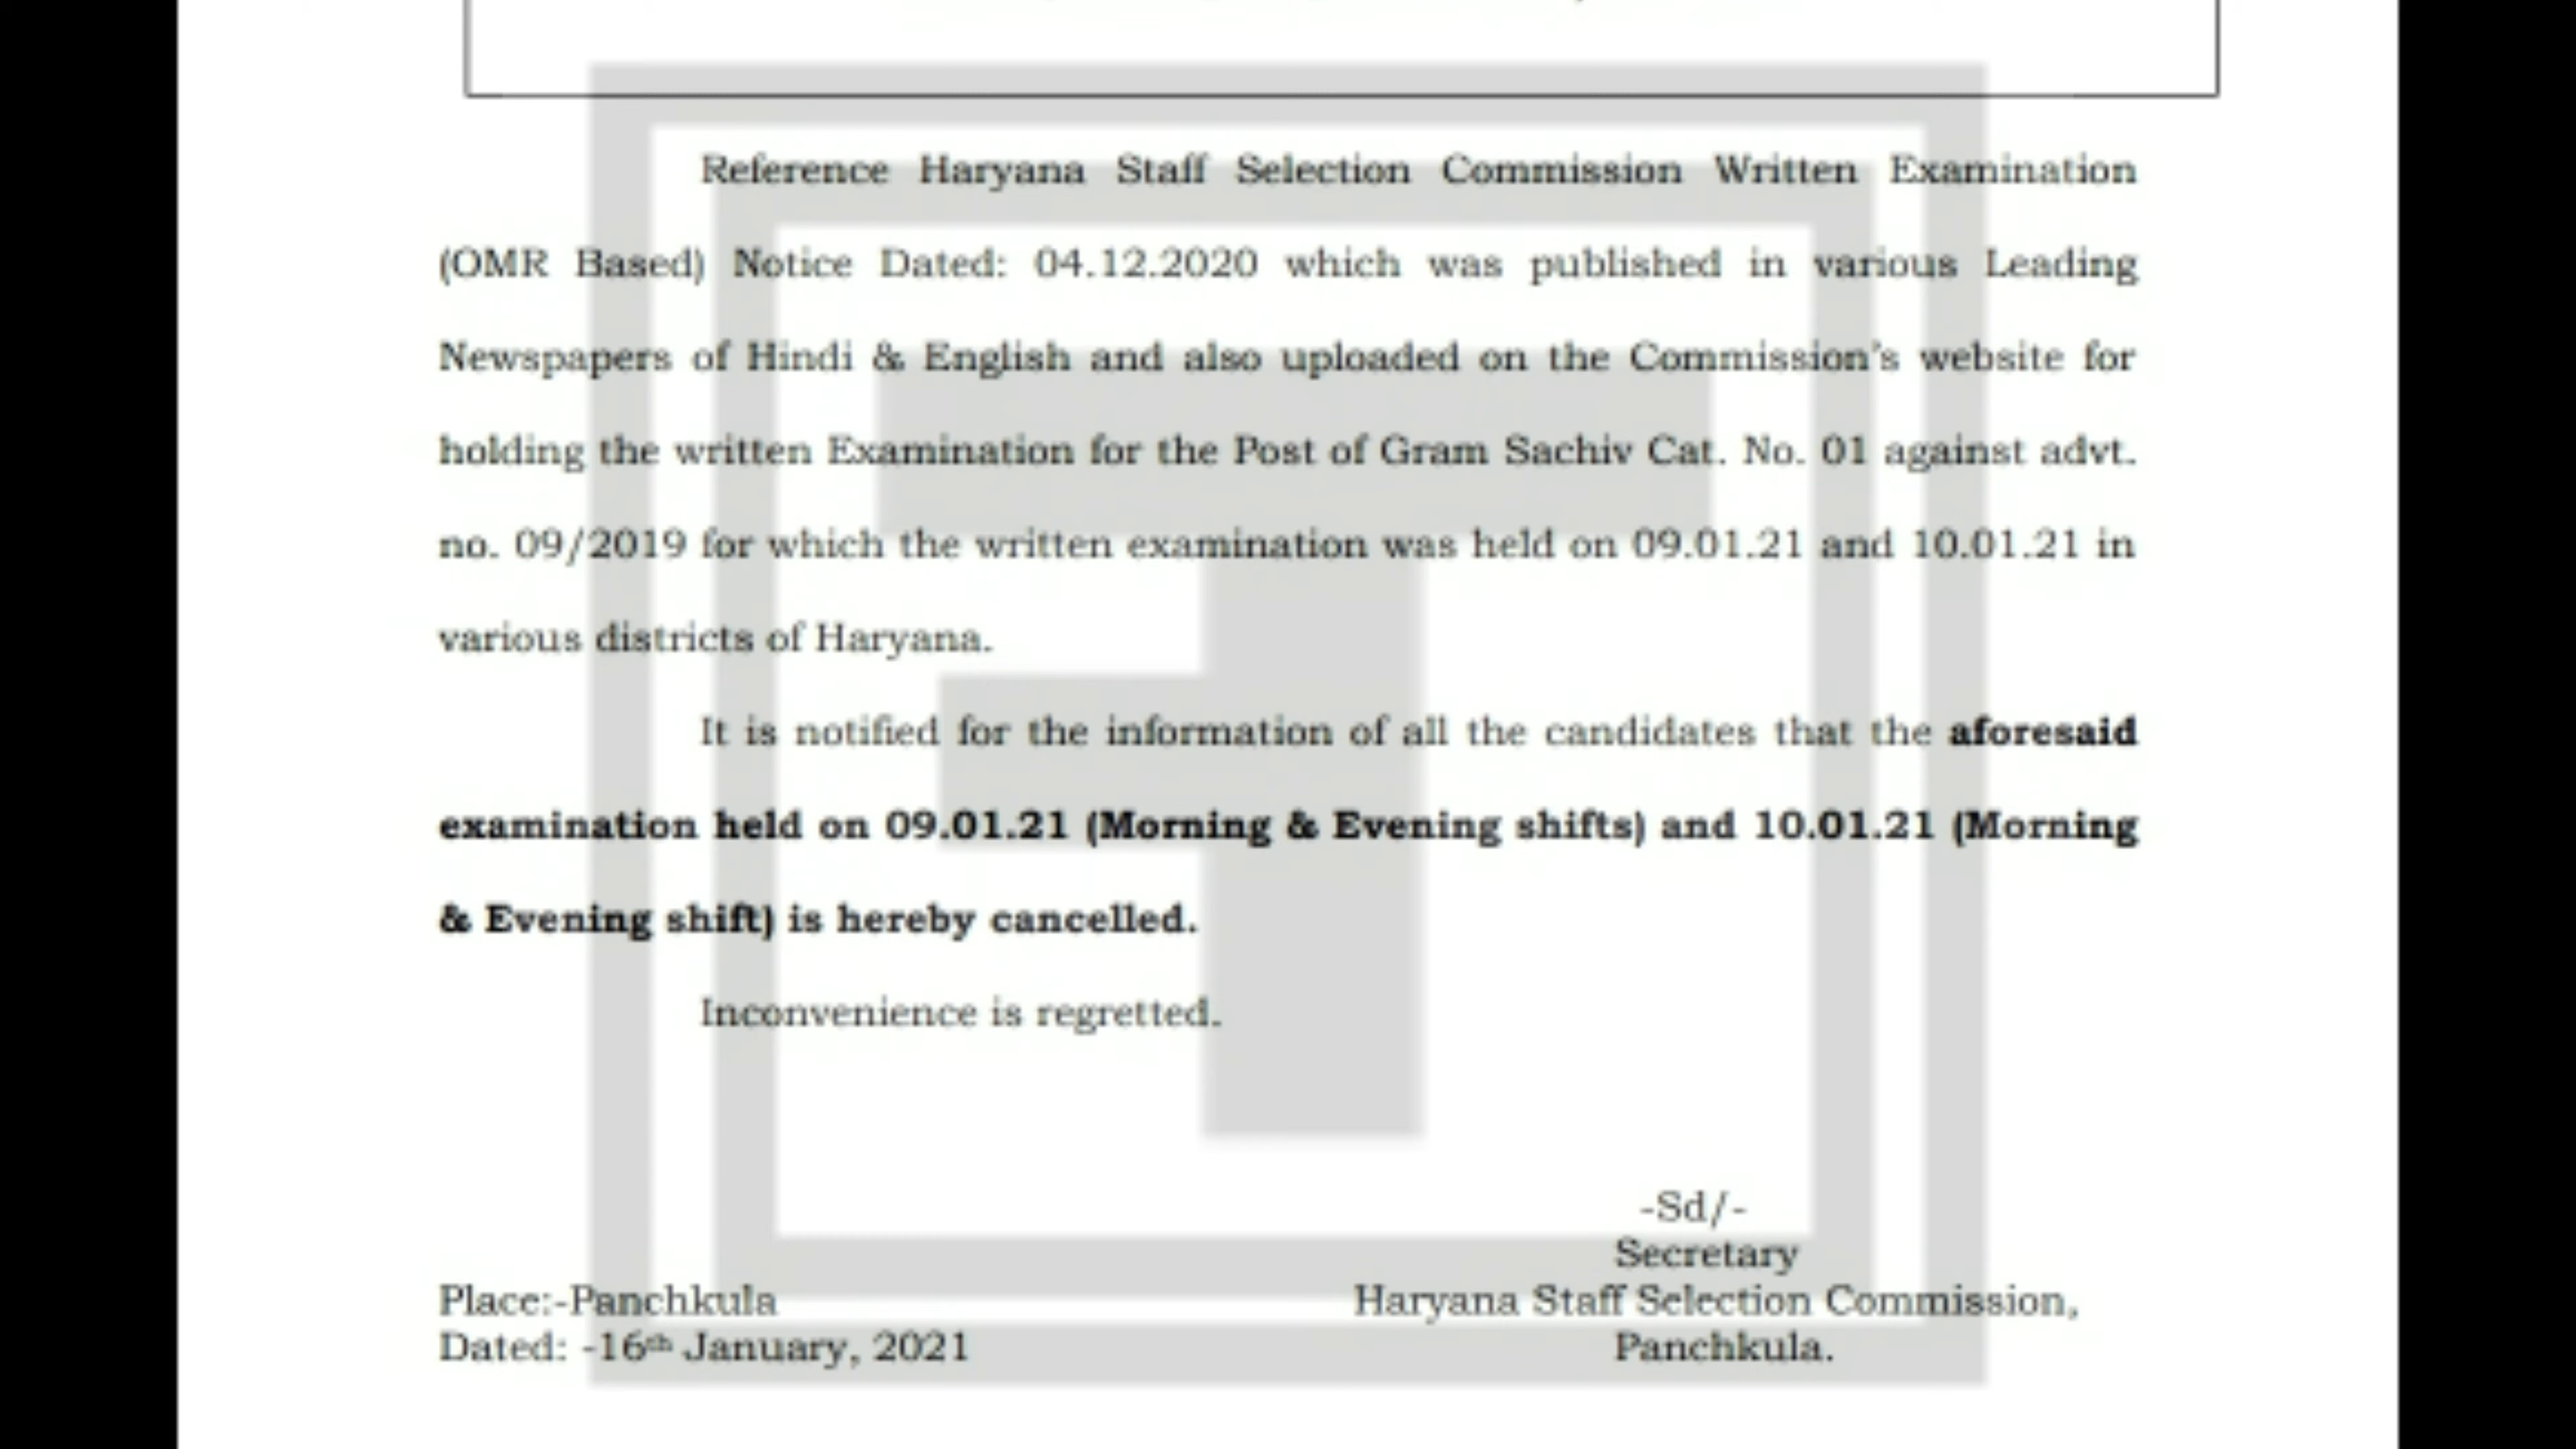 Reference Haryana Staff Selection Commission Written Examination
(OMR Based) Notice Dated: 04.12.2020 which was published in various Leading
Newspapers of Hindi & English and also uploaded on the Commission's website for
holding the written Examination for the Post of Gram Sachiv Cat. No. 01 against advt.
no. 09/2019 for which the written examination was held on 09.01.21 and 10.01.21 in
various districts of Haryana.
It is notified for the information of all the candidates that the aforesaid
examination held on 09.01.21 (Morning & Evening shifts) and 10.01.21 (Morning
& Evening shift) is hereby cancelled.
Inconvenience is regretted.
-Sd/-
Secretary
Place:-Panchkula Haryana Staff Selection Commission,
Dated: -16th January, 2021 Panchkula.